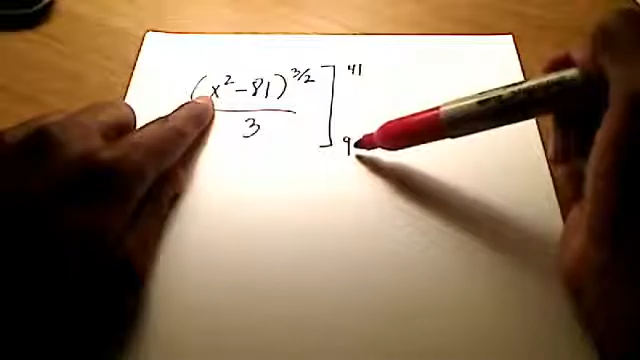 (x²-81)^3/2 / 3 ] 9 41